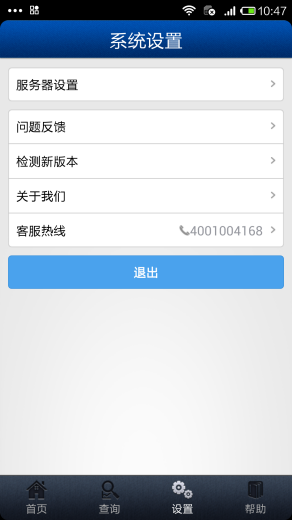 10:47
系统设置
服务器设置
问题反馈
检测新版本
关于我们
客服热线 4001004168
退出
首页 查询 设置 帮助